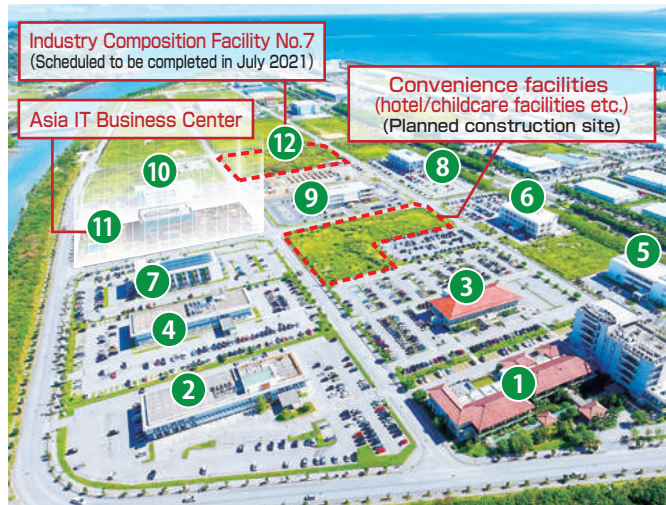 Industry Composition Facility No.7
(Scheduled to be completed in July 2021)
Convenience facilities
(hotel/childcare facilities etc.)
(Planned construction site)
Asia IT Business Center
12
10
8
9
6
11
5
7
3
4
2
1